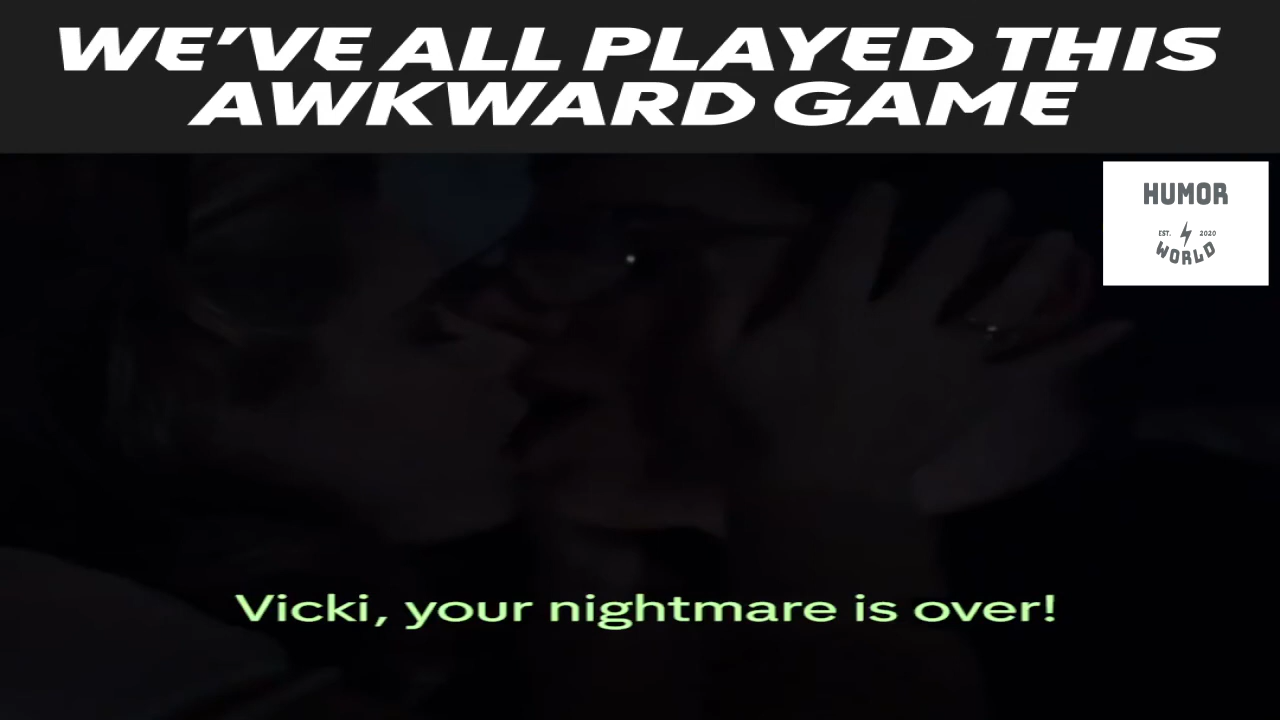 WE'VE ALL PLAYED THIS
AWKWARD GAME
HUMOR
EST. 2020
WORLD
Vicki, your nightmare is over!